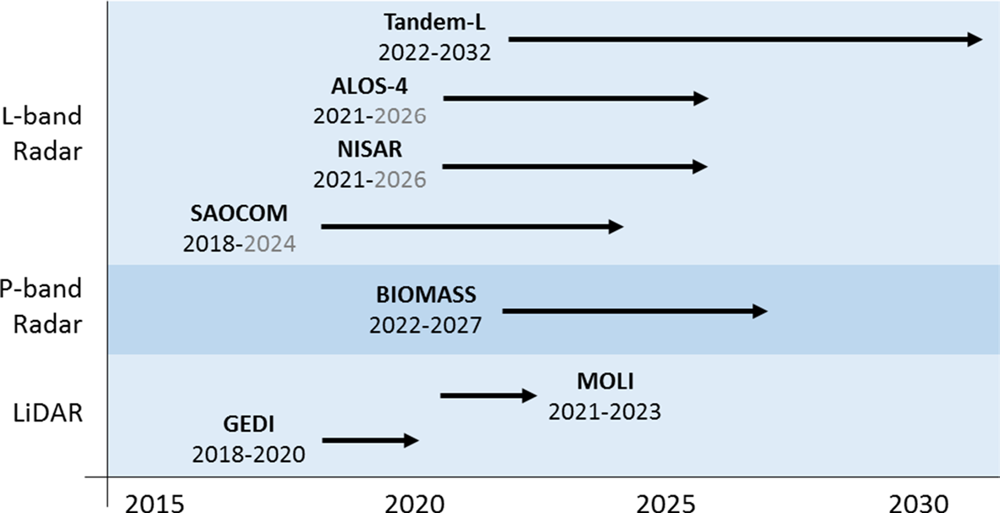 Tandem-L
2022-2032
ALOS-4
2021-2026
L-band
Radar
NISAR
2021-2026
SAOCOM
2018-2024
P-band
Radar
BIOMASS
2022-2027
MOLI
2021-2023
LiDAR
GEDI
2018-2020
2015 2020 2025 2030